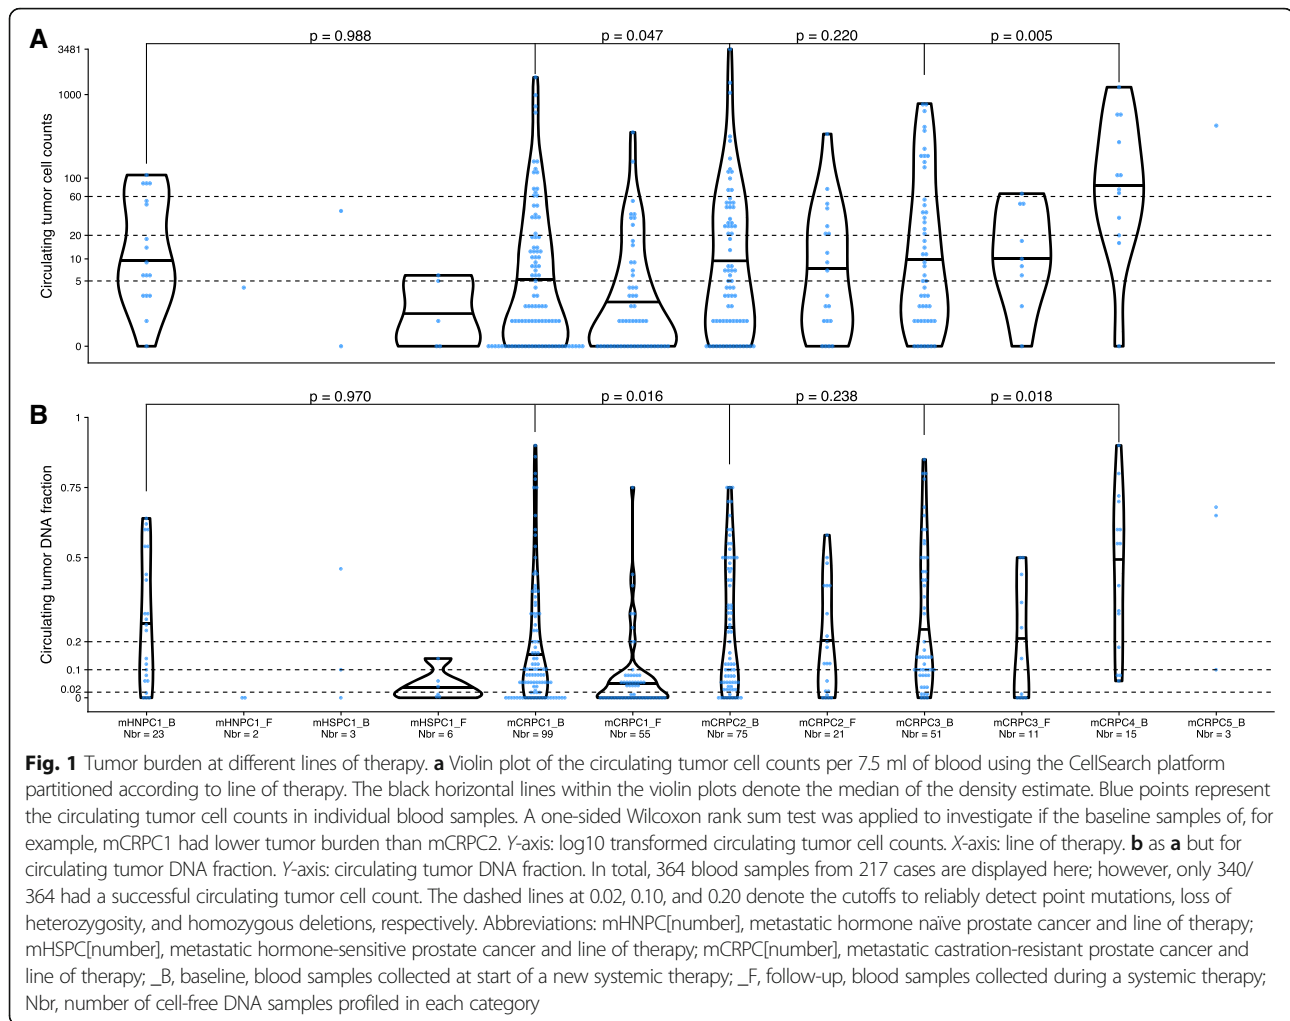 A
p = 0.988
p = 0.047
p = 0.220
p = 0.005
Circulating tumor cell counts
3481
1000
100
60
20
10
5
0
B
p = 0.970
p = 0.016
p = 0.238
p = 0.018
Circulating tumor DNA fraction
1
0.75
0.5
0.2
0.1
0.02
0
mHNPC1_B
Nbr = 23
mHNPC1_F
Nbr = 2
mHSPC1_B
Nbr = 3
mHSPC1_F
Nbr = 6
mCRPC1_B
Nbr = 99
mCRPC1_F
Nbr = 55
mCRPC2_B
Nbr = 75
mCRPC2_F
Nbr = 21
mCRPC3_B
Nbr = 51
mCRPC3_F
Nbr = 11
mCRPC4_B
Nbr = 15
mCRPC5_B
Nbr = 3
Fig. 1 Tumor burden at different lines of therapy. a Violin plot of the circulating tumor cell counts per 7.5 ml of blood using the CellSearch platform
partitioned according to line of therapy. The black horizontal lines within the violin plots denote the median of the density estimate. Blue points represent
the circulating tumor cell counts in individual blood samples. A one-sided Wilcoxon rank sum test was applied to investigate if the baseline samples of, for
example, mCRPC1 had lower tumor burden than mCRPC2. Y-axis: log10 transformed circulating tumor cell counts. X-axis: line of therapy. b as a but for
circulating tumor DNA fraction. Y-axis: circulating tumor DNA fraction. In total, 364 blood samples from 217 cases are displayed here; however, only 340/
364 had a successful circulating tumor cell count. The dashed lines at 0.02, 0.10, and 0.20 denote the cutoffs to reliably detect point mutations, loss of
heterozygosity, and homozygous deletions, respectively. Abbreviations: mHNPC[number], metastatic hormone naïve prostate cancer and line of therapy;
mHSPC[number], metastatic hormone-sensitive prostate cancer and line of therapy; mCRPC[number], metastatic castration-resistant prostate cancer and
line of therapy; _B, baseline, blood samples collected at start of a new systemic therapy; _F, follow-up, blood samples collected during a systemic therapy;
Nbr, number of cell-free DNA samples profiled in each category